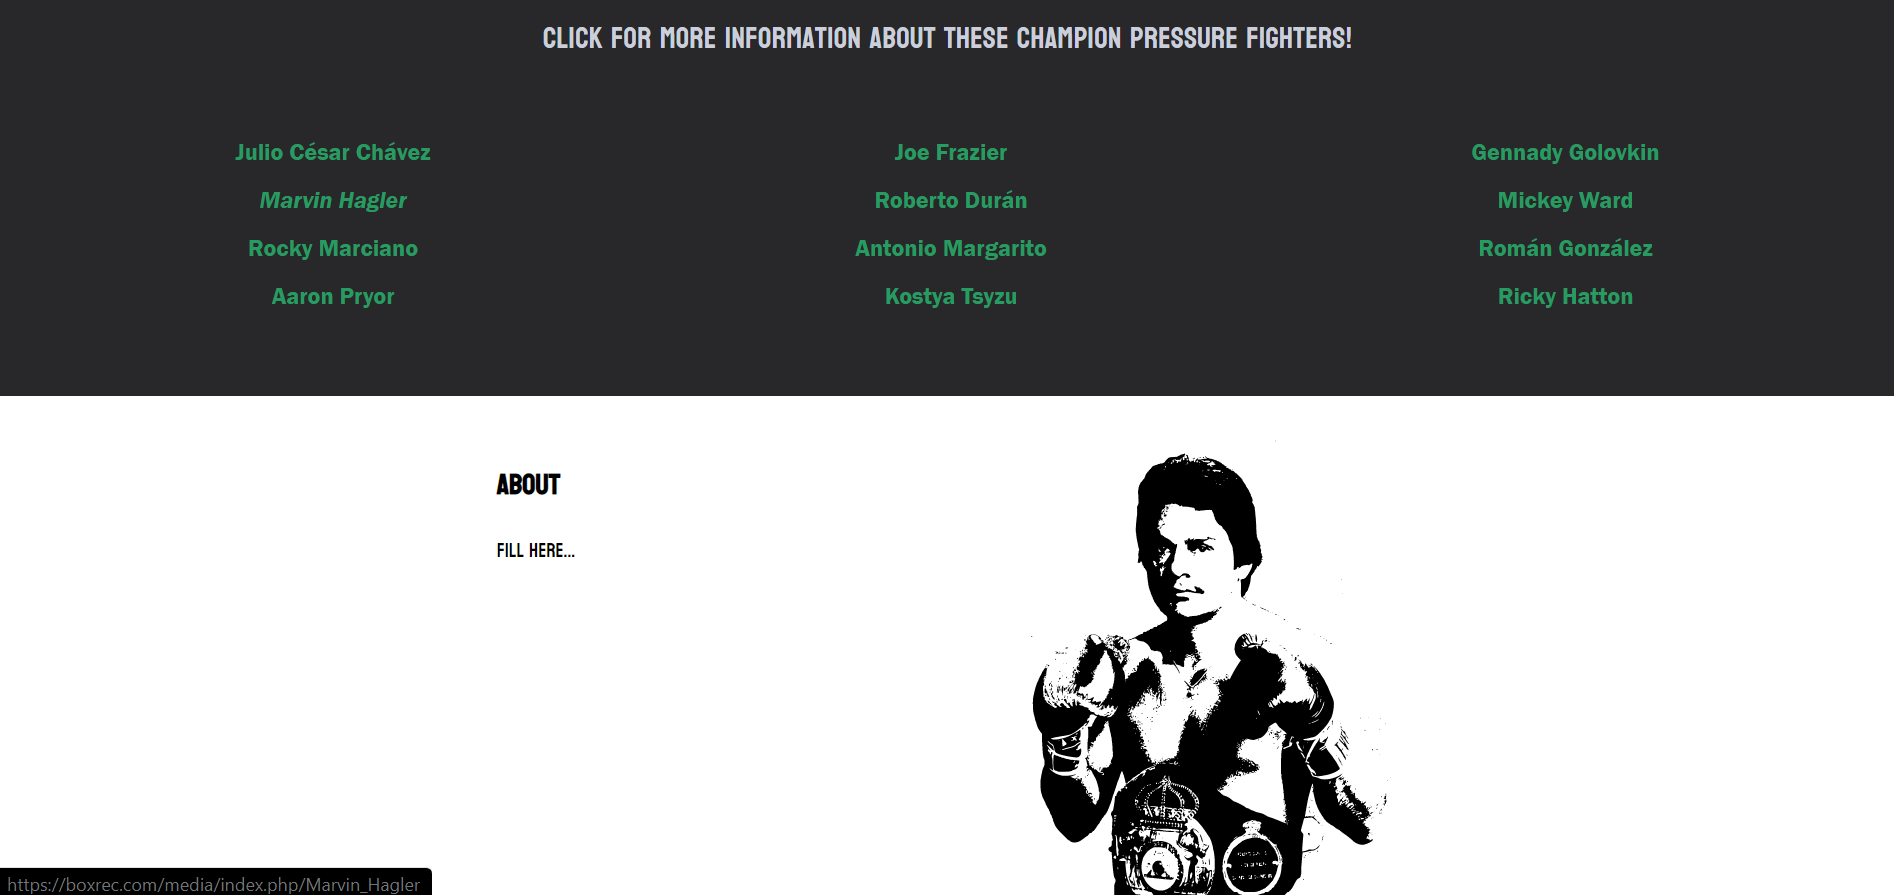 CLICK FOR MORE INFORMATION ABOUT THESE CHAMPION PRESSURE FIGHTERS!
Julio César Chávez
Marvin Hagler
Rocky Marciano
Aaron Pryor
Joe Frazier
Roberto Durán
Antonio Margarito
Kostya Tsyzu
Gennady Golovkin
Mickey Ward
Román González
Ricky Hatton
ABOUT
FILL HERE...
https://boxrec.com/media/index.php/Marvin_Hagler